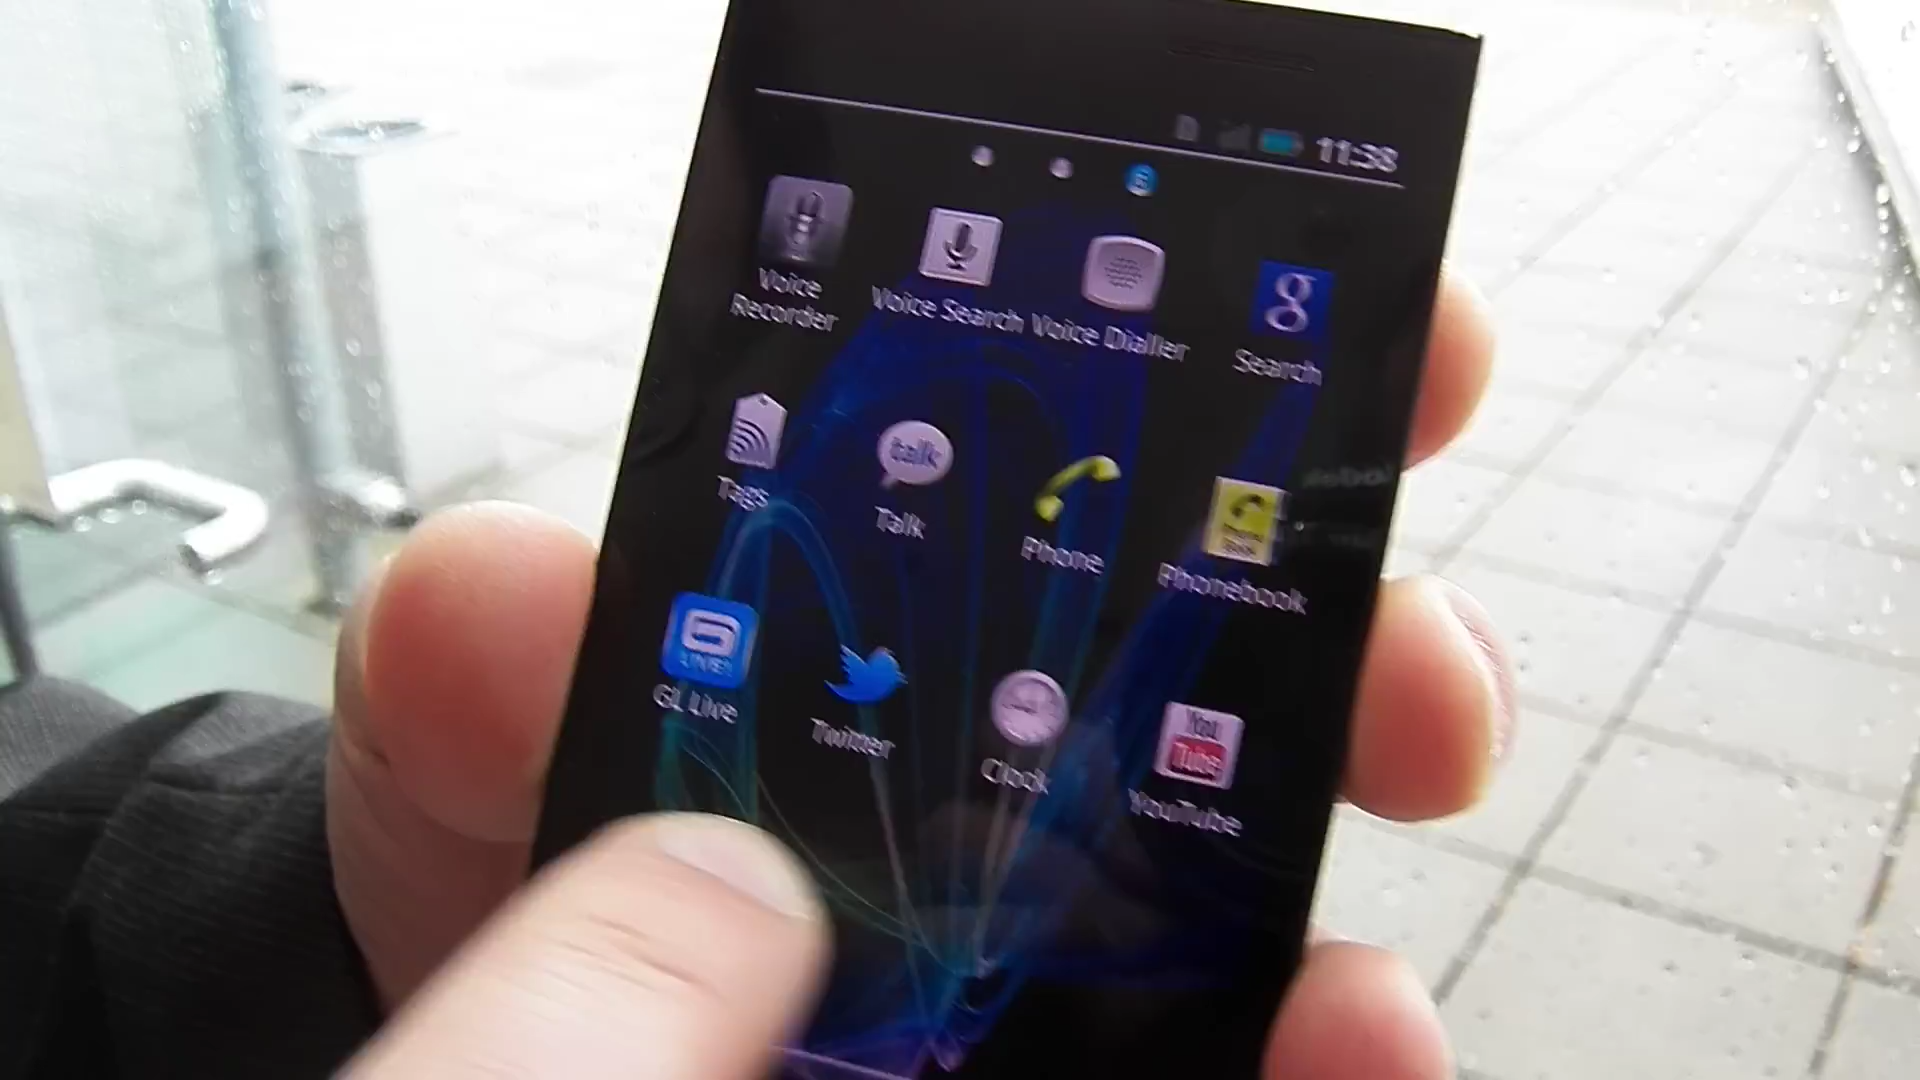 11:38
Voice
Recorder
Voice Search
Voice Dialler
g
Search
Tags
talk
Talk
Phone
Phonebook
LIVE!
GL Live
Twitter
Clock
You
Tube
YouTube